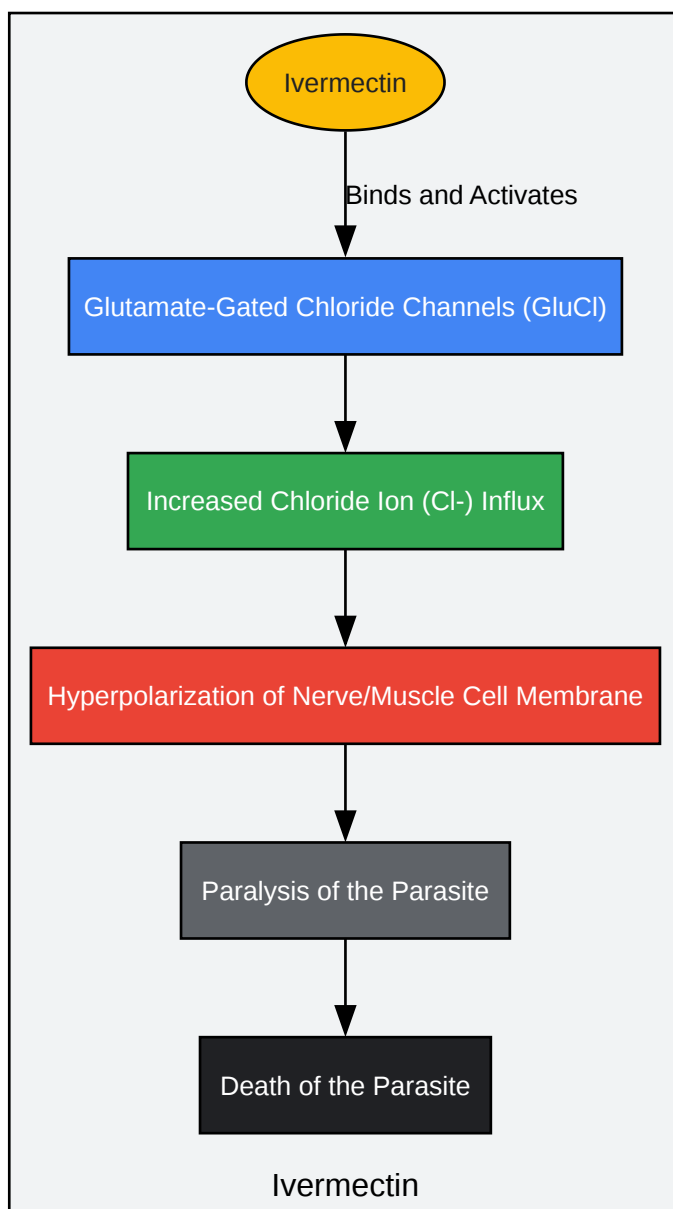 Ivermectin
Binds and Activates
Glutamate-Gated Chloride Channels (GluCl)
Increased Chloride Ion (Cl-) Influx
Hyperpolarization of Nerve/Muscle Cell Membrane
Paralysis of the Parasite
Death of the Parasite
Ivermectin